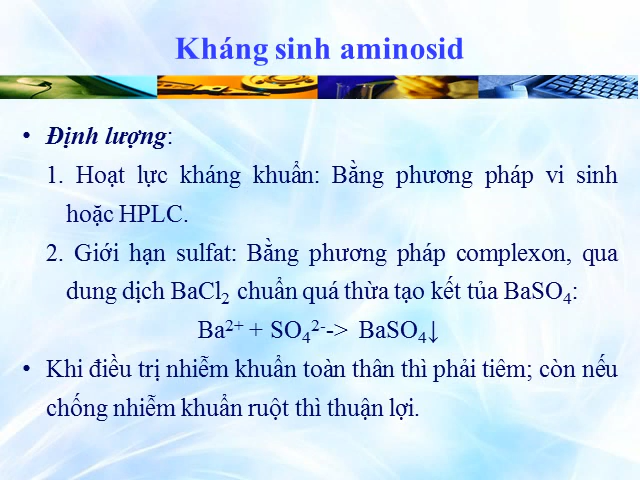 Kháng sinh aminosid
• Định lượng:
1. Hoạt lực kháng khuẩn: Bằng phương pháp vi sinh
hoặc HPLC.
2. Giới hạn sulfat: Bằng phương pháp complexon, qua
dung dịch BaCl₂ chuẩn quá thừa tạo kết tủa BaSO₄:
Ba²⁺ + SO₄²⁻-> BaSO₄↓
• Khi điều trị nhiễm khuẩn toàn thân thì phải tiêm; còn nếu
chống nhiễm khuẩn ruột thì thuận lợi.